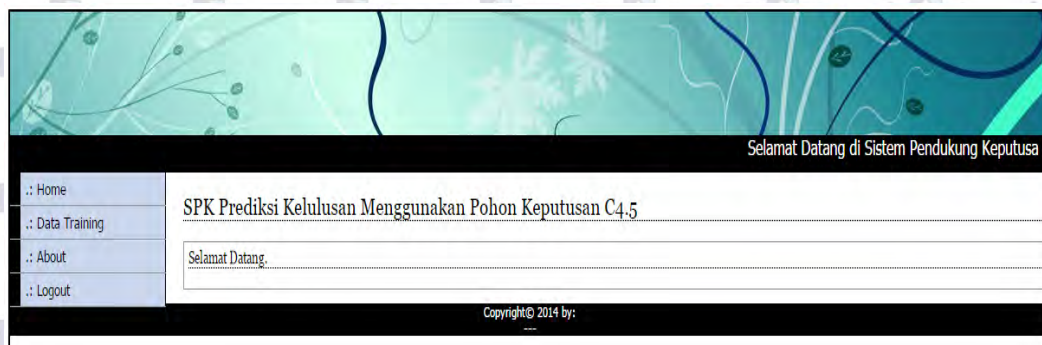 Selamat Datang di Sistem Pendukung Keputusa
.: Home
.: Data Training
.: About
.: Logout
SPK Prediksi Kelulusan Menggunakan Pohon Keputusan C4.5
Selamat Datang.
Copyright© 2014 by:
---